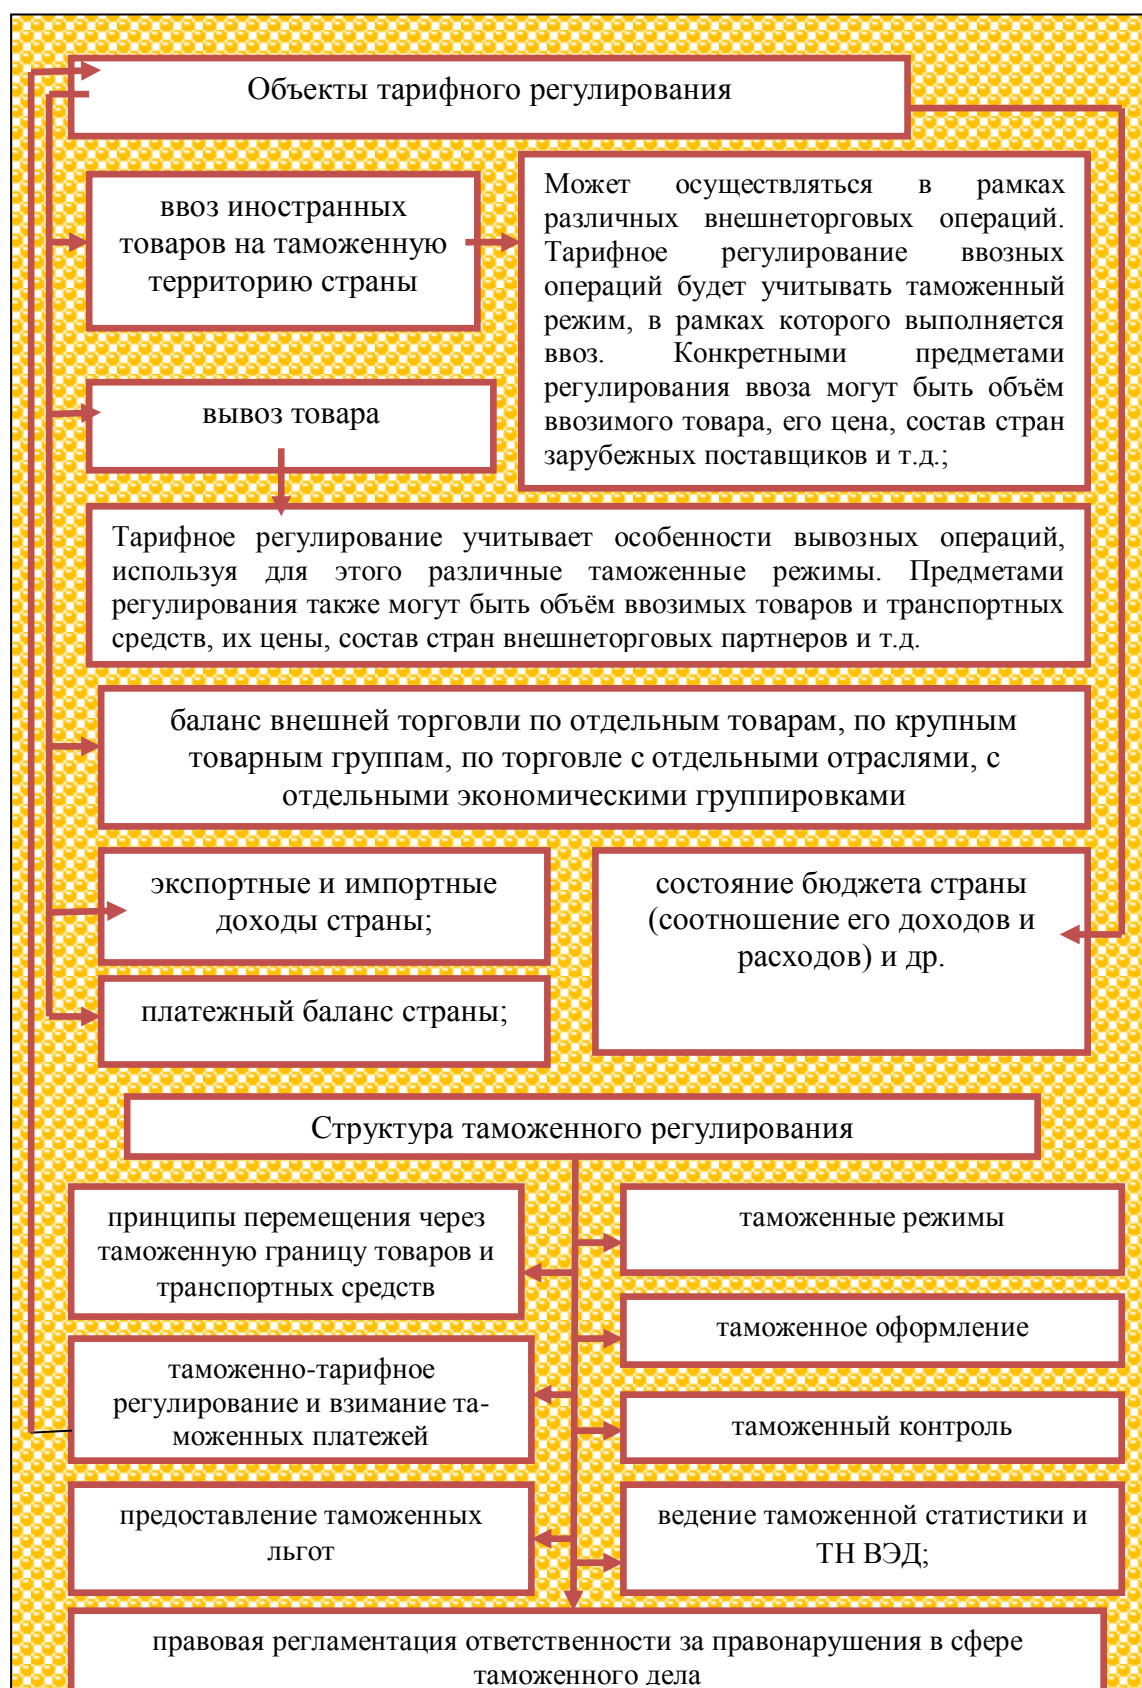 Объекты тарифного регулирования
ввоз иностранных
товаров на таможенную
территорию страны
Может осуществляться в рамках
различных внешнеторговых операций.
Тарифное регулирование ввозных
операций будет учитывать таможенный
режим, в рамках которого выполняется
ввоз. Конкретными предметами
регулирования ввоза могут быть объём
ввозимого товара, его цена, состав стран
зарубежных поставщиков и т.д.;
вывоз товара
Тарифное регулирование учитывает особенности вывозных операций,
используя для этого различные таможенные режимы. Предметами
регулирования также могут быть объём ввозимых товаров и транспортных
средств, их цены, состав стран внешнеторговых партнеров и т.д.
баланс внешней торговли по отдельным товарам, по крупным
товарным группам, по торговле с отдельными отраслями, с
отдельными экономическими группировками
экспортные и импортные
доходы страны;
состояние бюджета страны
(соотношение его доходов и
расходов) и др.
платежный баланс страны;
Структура таможенного регулирования
принципы перемещения через
таможенную границу товаров и
транспортных средств
таможенные режимы
таможенное оформление
таможенно-тарифное
регулирование и взимание та-
моженных платежей
таможенный контроль
предоставление таможенных
льгот
ведение таможенной статистики и
ТН ВЭД;
правовая регламентация ответственности за правонарушения в сфере
таможенного дела